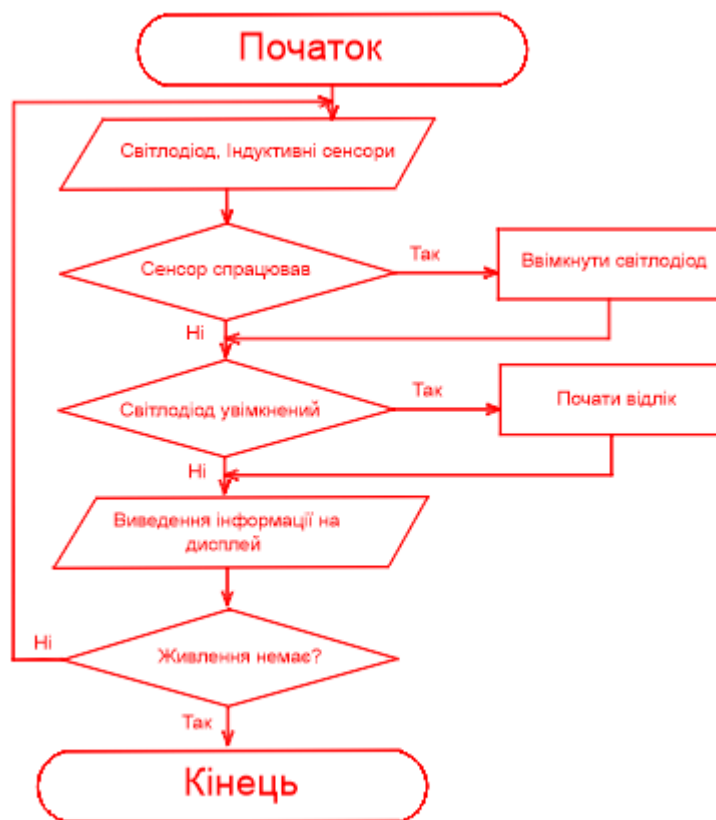 Початок
Світлодіод, Індуктивні сенсори
Сенсор спрацював
Так
Ввімкнути світлодіод
Ні
Світлодіод увімкнений
Так
Почати відлік
Ні
Виведення інформації на
дисплей
Ні
Живлення немає?
Так
Кінець